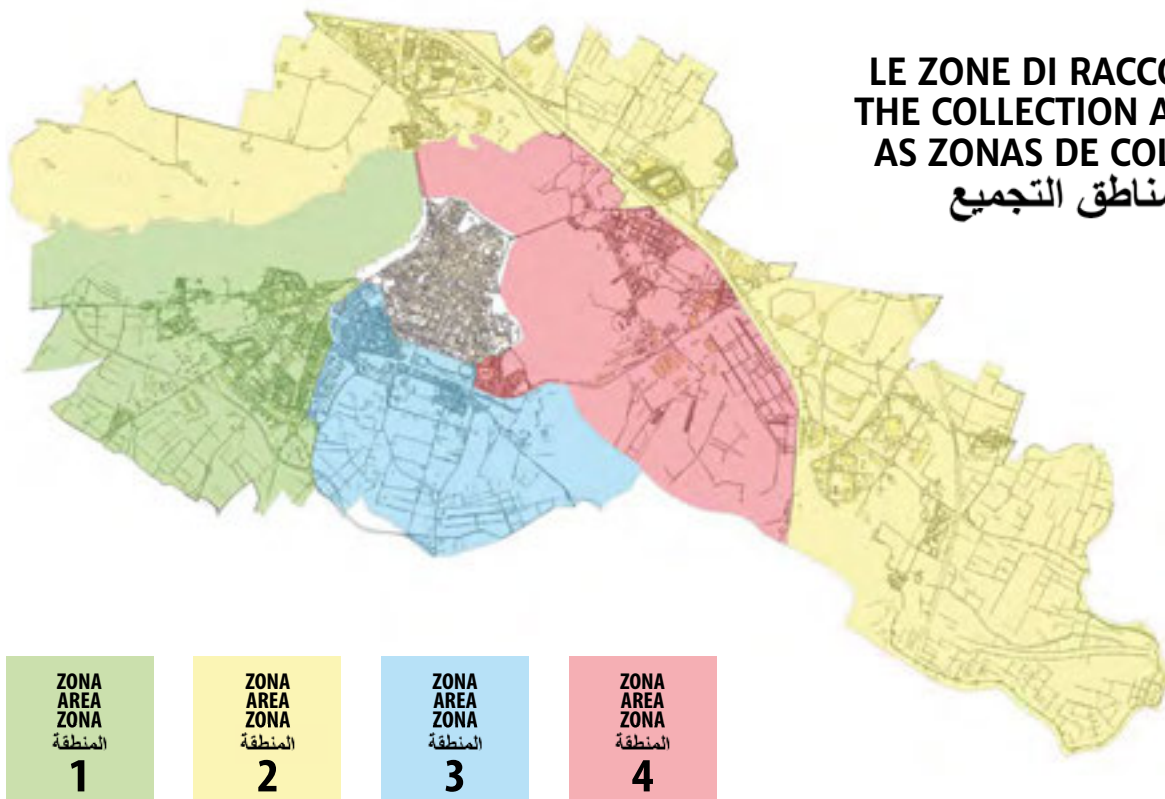 LE ZONE DI RACCO
THE COLLECTION A
AS ZONAS DE COL
مناطق التجميع
ZONA
AREA
ZONA
المنطقة
1
ZONA
AREA
ZONA
المنطقة
2
ZONA
AREA
ZONA
المنطقة
3
ZONA
AREA
ZONA
المنطقة
4